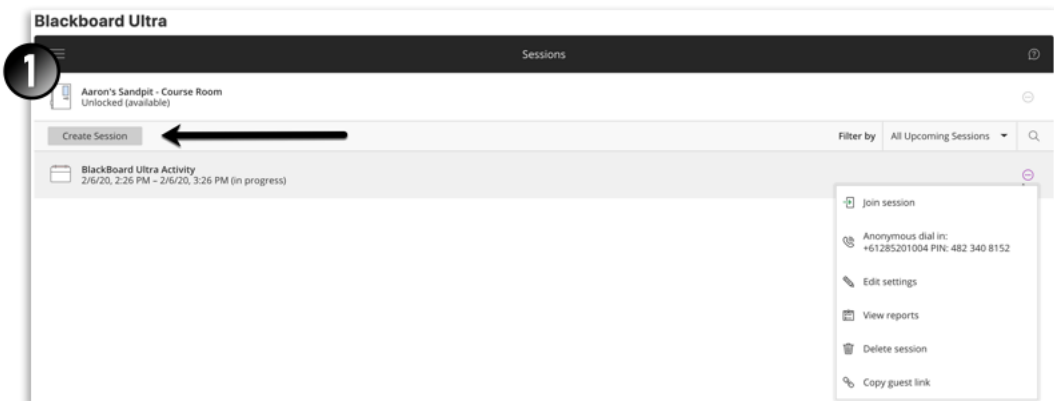 Blackboard Ultra
1
Sessions
Aaron's Sandpit - Course Room
Unlocked (available)
Create Session
Filter by
All Upcoming Sessions
BlackBoard Ultra Activity
2/6/20, 2:26 PM – 2/6/20, 3:26 PM (in progress)
Join session
Anonymous dial in:
+61285201004 PIN: 482 340 8152
Edit settings
View reports
Delete session
Copy guest link